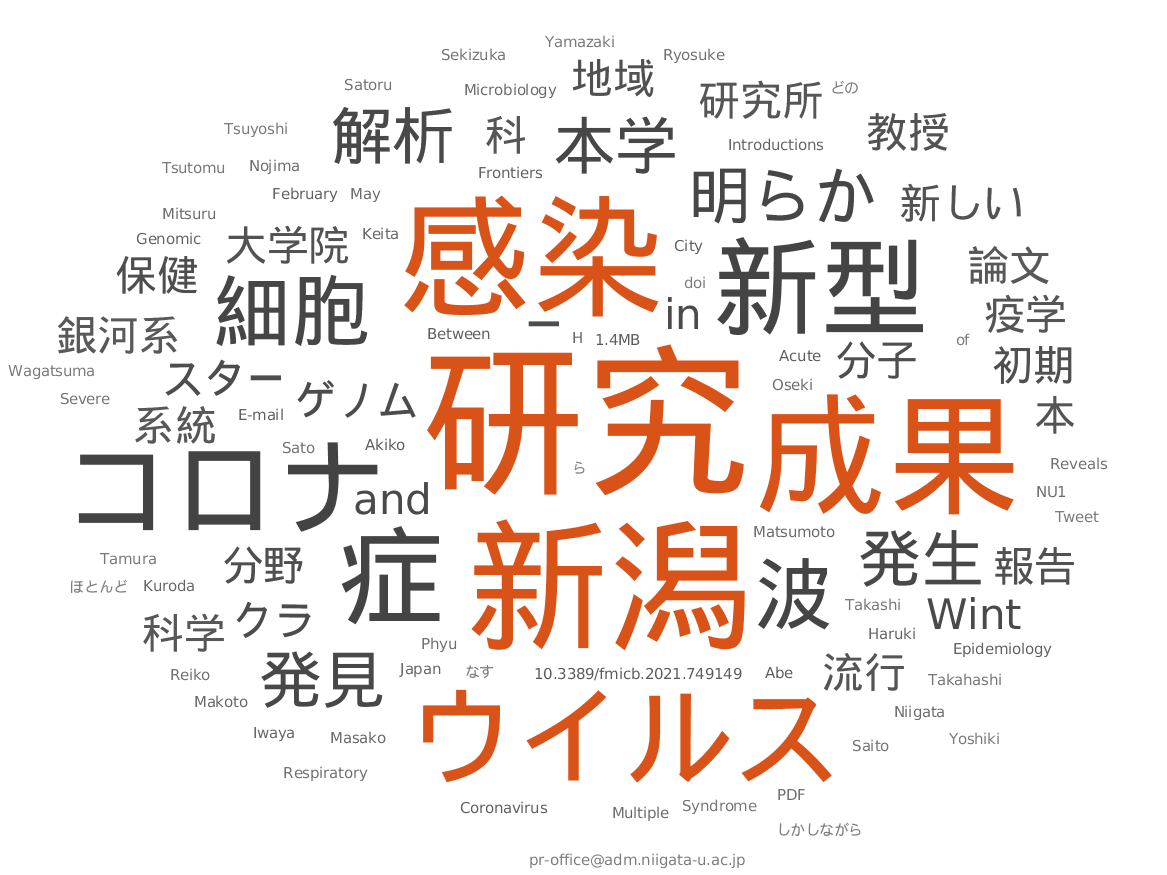 Yamazaki
Sekizuka
Ryosuke
地域
Satoru
Microbiology
研究所
どの
解析
科
本学
教授
Tsuyoshi
Introductions
Tsutomu
Nojima
Frontiers
February
May
明らか
新しい
Mitsuru
Genomic
大学院
Keita
感染
City
新型
論文
保健
細胞
doi
in
疫学
銀河系
Between
ー
H
1.4MB
of
Acute
分子
初期
Wagatsuma
スター
Oseki
Severe
ゲノム
研究
成果
系統
E-mail
本
Sato
Akiko
ら
Reveals
コロナ
and
NU1
Tweet
Matsumoto
Tamura
分野
症
新潟
波
発生
報告
ほとんど
Kuroda
Takashi
Wint
科学
クラ
Haruki
Phyu
Epidemiology
Reiko
発見
Japan
なす
10.3389/fmicb.2021.749149
Abe
流行
Takahashi
Makoto
Niigata
Iwaya
Masako
ウイルス
Saito
Yoshiki
Respiratory
Coronavirus
Multiple
Syndrome
PDF
しかしながら
pr-office@adm.niigata-u.ac.jp